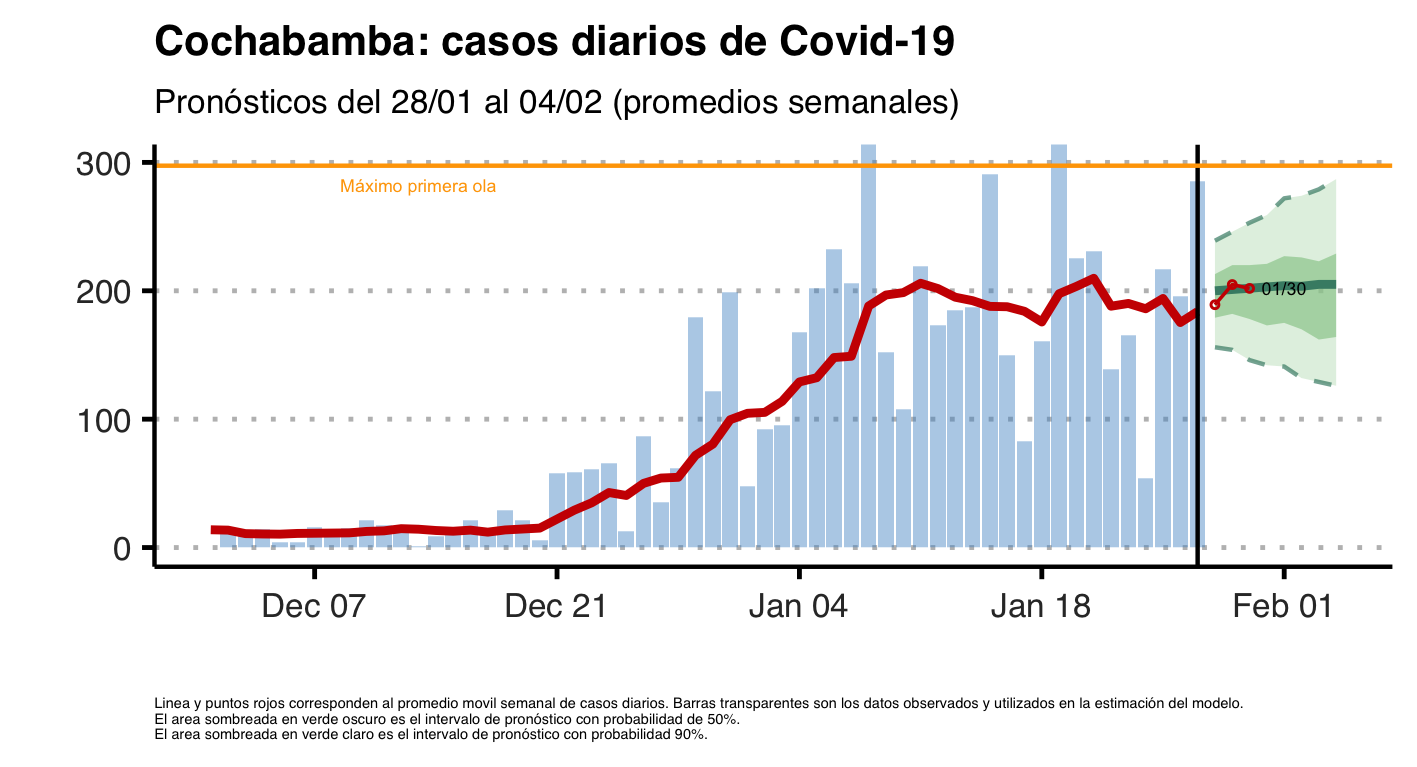 Cochabamba: casos diarios de Covid-19
Pronósticos del 28/01 al 04/02 (promedios semanales)
300
Máximo primera ola
200
01/30
100
0
Dec 07
Dec 21
Jan 04
Jan 18
Feb 01
Linea y puntos rojos corresponden al promedio movil semanal de casos diarios. Barras transparentes son los datos observados y utilizados en la estimación del modelo.
El area sombreada en verde oscuro es el intervalo de pronóstico con probabilidad de 50%.
El area sombreada en verde claro es el intervalo de pronóstico con probabilidad 90%.